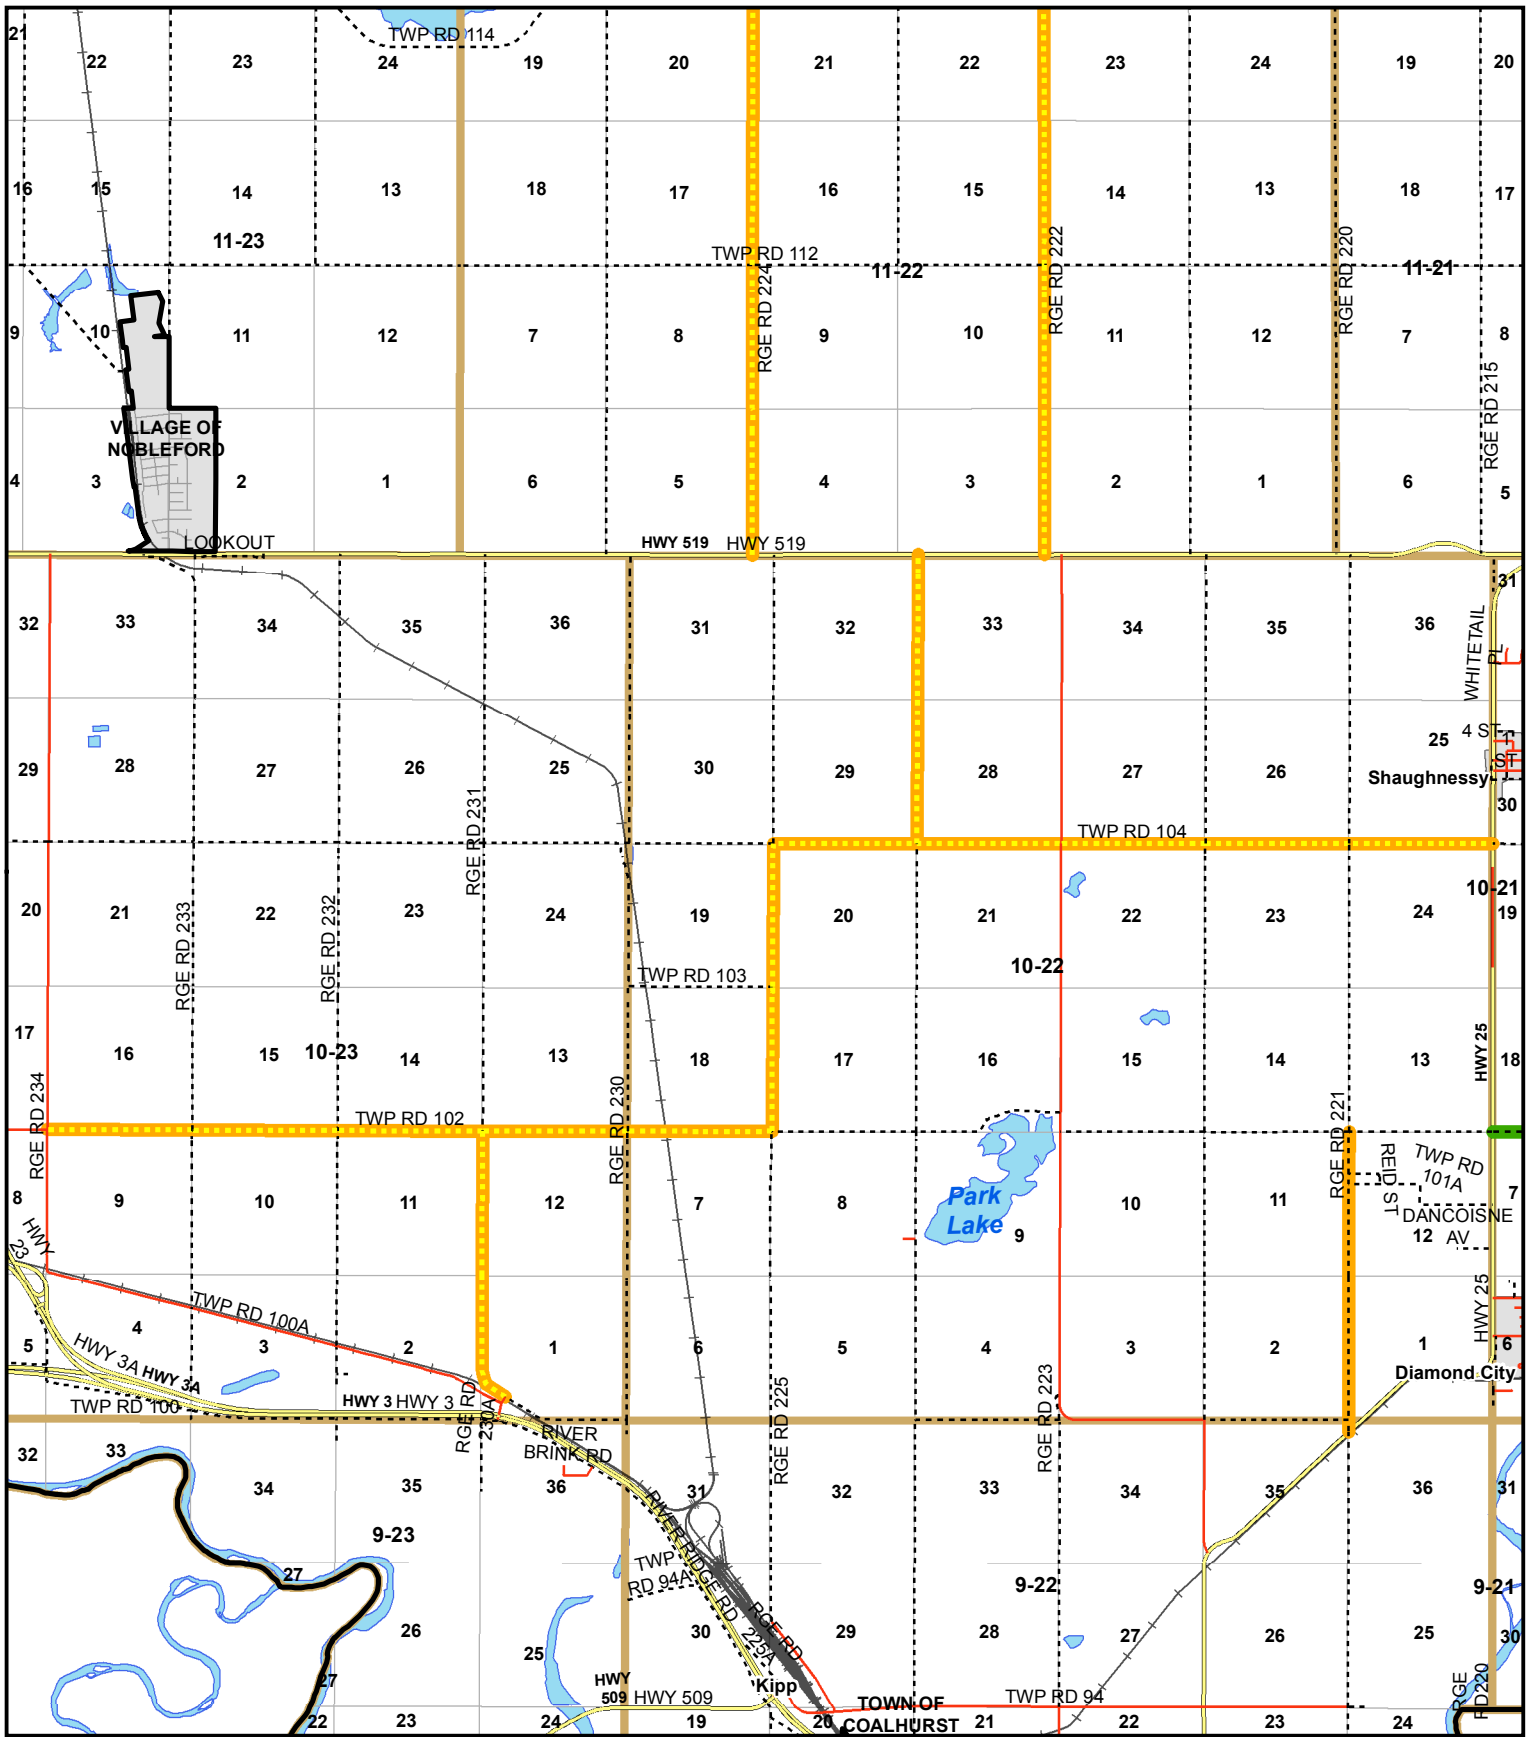 21
22
23
24
TWP RD 114
19
20
21
22
23
24
19
20
16
15
14
13
18
17
16
15
14
13
18
17
11-23
TWP RD 112
11-22
RGE RD 222
RGE RD 220
11-21
9
10
11
12
7
8
RGE RD 224
9
10
11
12
7
8
RGE RD 215
VILLAGE OF
NOBLEFORD
4
3
2
1
6
5
4
3
2
1
6
5
LOOKOUT
HWY 519
HWY 519
31
32
33
34
35
36
31
32
33
34
35
36
WHITETAIL
PL
29
28
27
26
25
30
29
28
27
26
25
4 ST
1
ST
Shaughnessy
30
RGE RD 231
TWP RD 104
10-21
20
21
22
23
24
19
20
21
22
23
24
19
RGE RD 233
RGE RD 232
TWP RD 103
10-22
17
16
15
10-23
14
13
18
17
16
15
14
13
18
HWY 25
RGE RD 234
TWP RD 102
RGE RD 230
RGE RD 221
REID ST
TWP RD
101A
8
9
10
11
12
7
8
Park
Lake
9
10
11
12
7
DANCOISNE
AV
HWY
23
TWP RD 100A
HWY 25
5
4
3
2
1
6
5
4
3
2
1
6
HWY 3A
HWY 3A
Diamond City
TWP RD 100
HWY 3
HWY 3
RGE RD
230A
RIVER
BRINK RD
RGE RD 225
RGE RD 223
32
33
34
35
36
31
32
33
34
35
36
31
9-23
RIVER RIDGE RD
TWP
RD 94A
9-22
9-21
27
26
25
30
RGE RD
225A
29
28
27
26
25
30
27
HWY
509
HWY 509
Kipp
TWP RD 94
RGE
RD220
TOWN OF
COALHURST
22
23
24
19
20
21
22
23
24